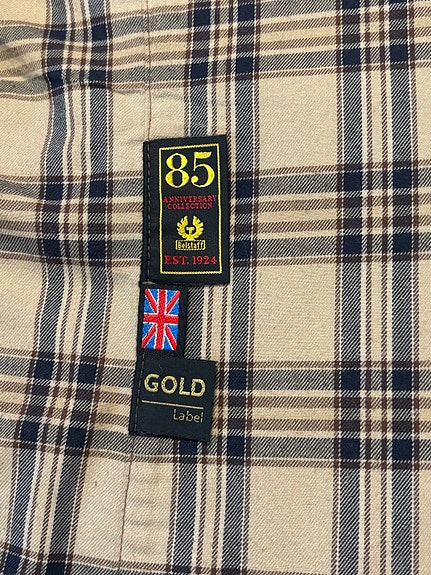 85
ANNIVERSARY
COLLECTION
Belstaff
EST. 1924
GOLD
Label